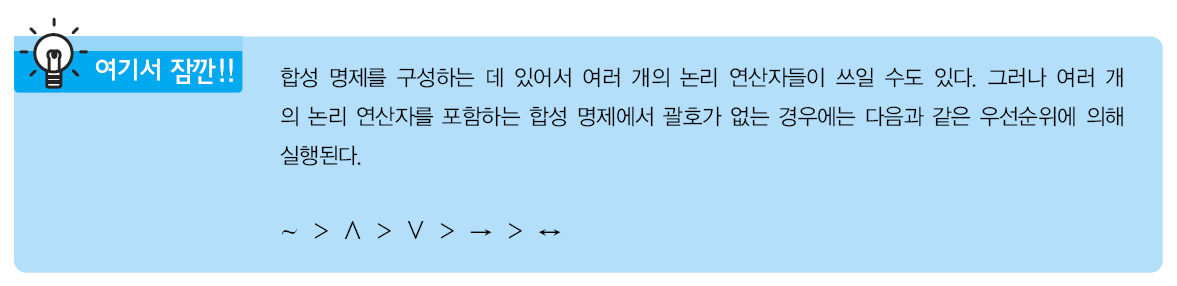 여기서 잠깐!!
합성 명제를 구성하는 데 있어서 여러 개의 논리 연산자들이 쓰일 수도 있다. 그러나 여러 개
의 논리 연산자를 포함하는 합성 명제에서 괄호가 없는 경우에는 다음과 같은 우선순위에 의해
실행된다.
~ > ∧ > ∨ > → > ↔